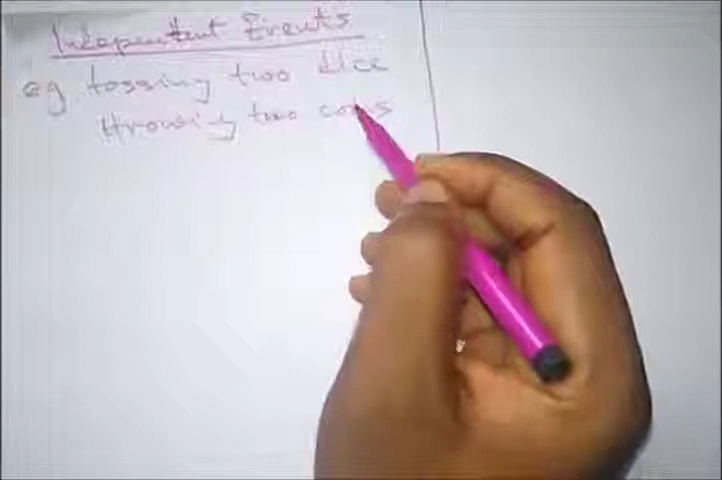 Independent Events
eg tossing two dice
throwing two coins